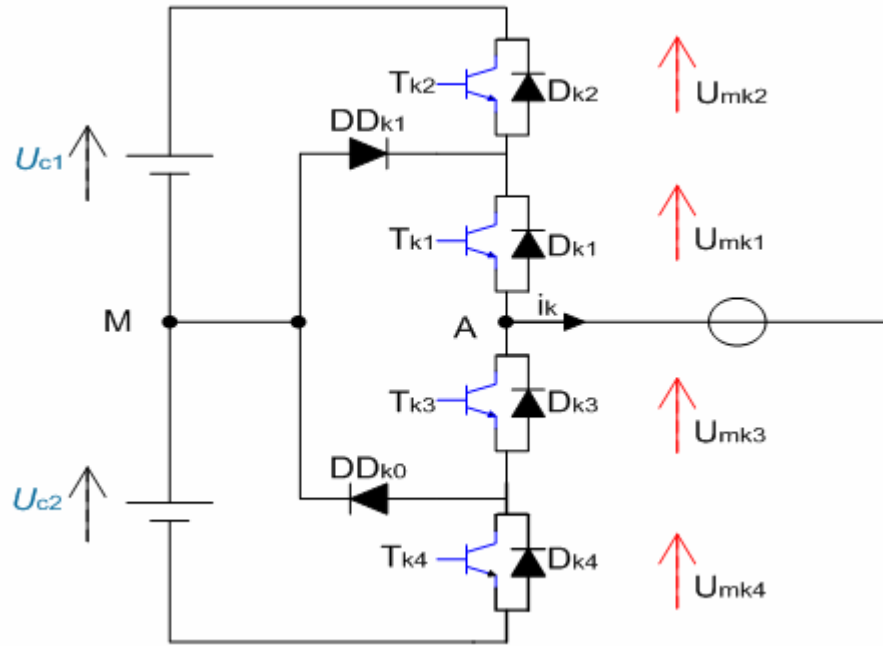 Tk2
Dk2
Umk2
DDk1
Uc1
Tk1
Dk1
Umk1
M
A
ik
Tk3
Dk3
Umk3
DDk0
Uc2
Tk4
Dk4
Umk4